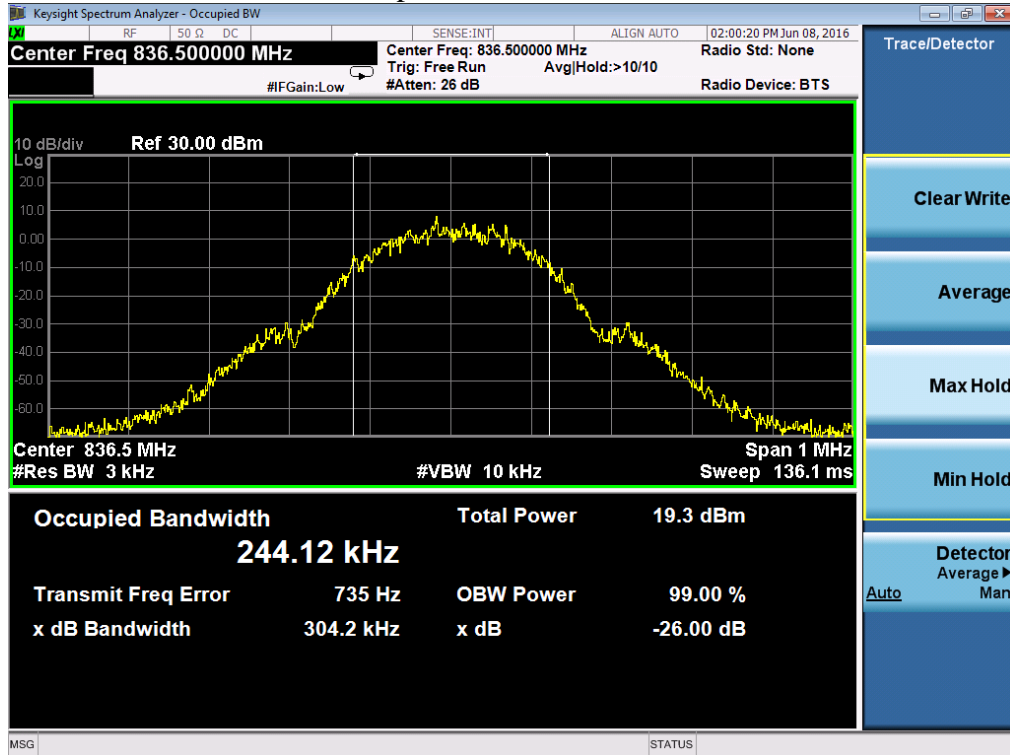 Keysight Spectrum Analyzer - Occupied BW
LXI RF 50 Ω DC SENSE:INT ALIGN AUTO 02:00:20 PM Jun 08, 2016
Center Freq 836.500000 MHz
Center Freq: 836.500000 MHz Radio Std: None
Trig: Free Run Avg|Hold:>10/10
#IFGain:Low #Atten: 26 dB Radio Device: BTS
10 dB/div Ref 30.00 dBm
Log
20.0
10.0
0.00
-10.0
-20.0
-30.0
-40.0
-50.0
-60.0
Center 836.5 MHz Span 1 MHz
#Res BW 3 kHz #VBW 10 kHz Sweep 136.1 ms
Occupied Bandwidth Total Power 19.3 dBm
244.12 kHz
Transmit Freq Error 735 Hz OBW Power 99.00 %
x dB Bandwidth 304.2 kHz x dB -26.00 dB
Trace/Detector
Clear Write
Average
Max Hold
Min Hold
Detector
Average
Auto Man
MSG STATUS